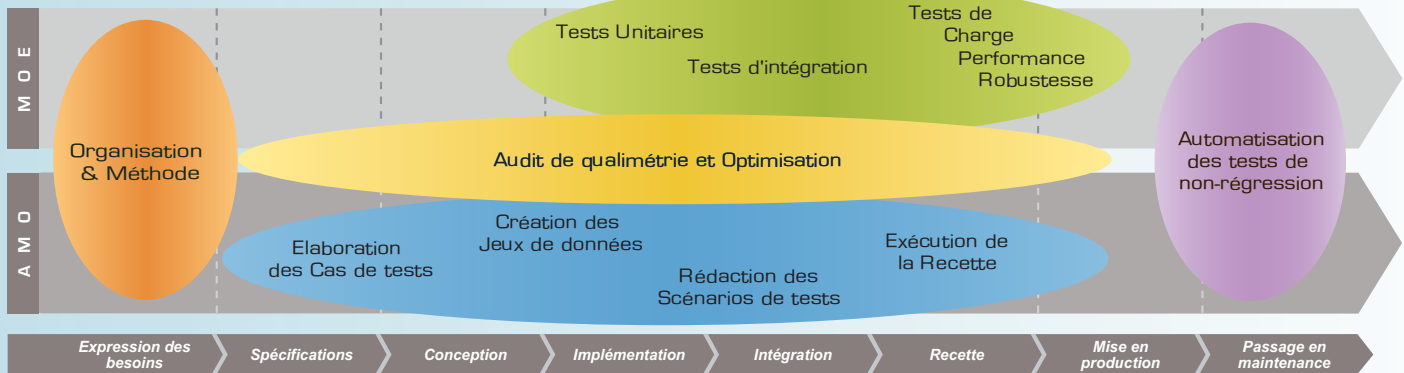 MOE
Tests Unitaires
Tests d'intégration
Tests de
Charge
Performance
Robustesse
Organisation
& Méthode
Audit de qualimétrie et Optimisation
Automatisation
des tests de
non-régression
AMO
Elaboration
des Cas de tests
Création des
Jeux de données
Rédaction des
Scénarios de tests
Exécution de
la Recette
Expression des
besoins
Spécifications
Conception
Implémentation
Intégration
Recette
Mise en
production
Passage en
maintenance